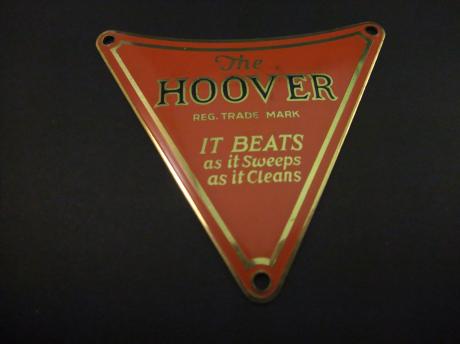 The
HOOVER
REG. TRADE MARK
IT BEATS
as it Sweeps
as it Cleans